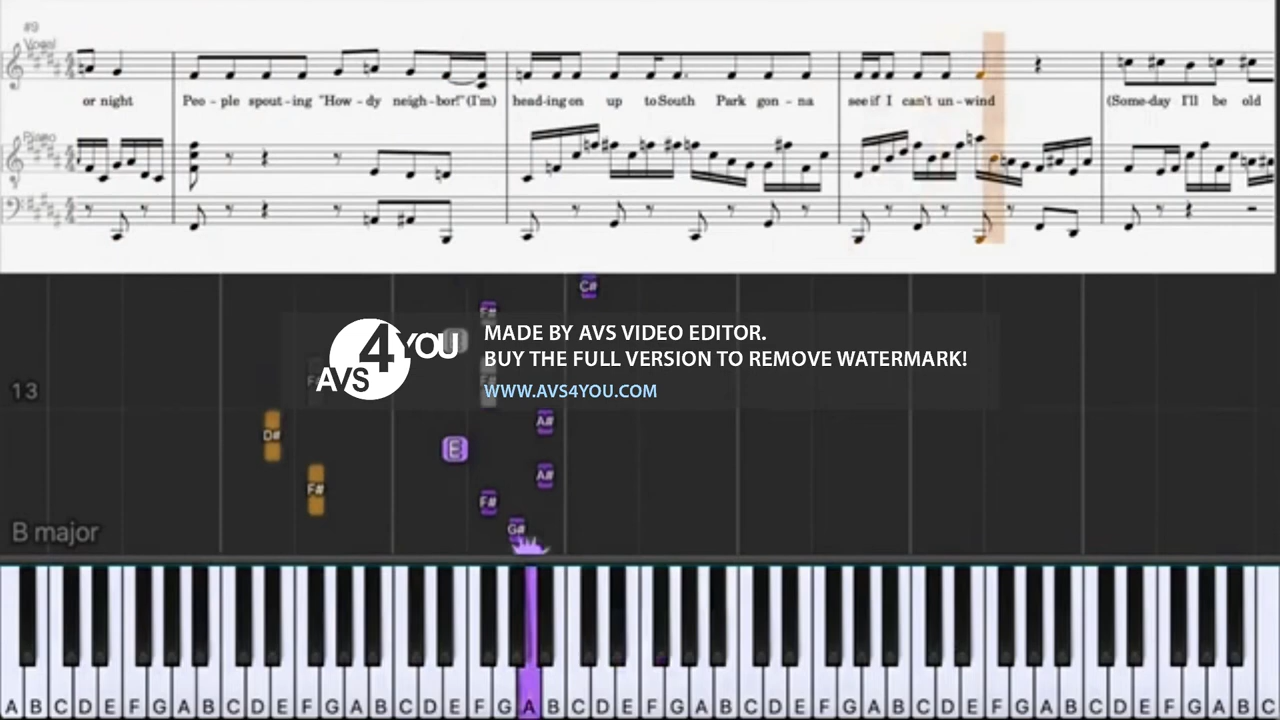 #9
Vocal
or night Peo - ple spout-ing "How - dy neigh-bor!" (I'm) head-ing on up to South Park gon - na see if I can't un-wind (Some-day I'll be old
Piano
C#
F#
4
AVS YOU
MADE BY AVS VIDEO EDITOR.
BUY THE FULL VERSION TO REMOVE WATERMARK!
WWW.AVS4YOU.COM
13
A#
D#
E
A#
F#
F#
G#
B major
A B C D E F G A B C D E F G A B C D E F G A B C D E F G A B C D E F G A B C D E F G A B C D E F G A B C